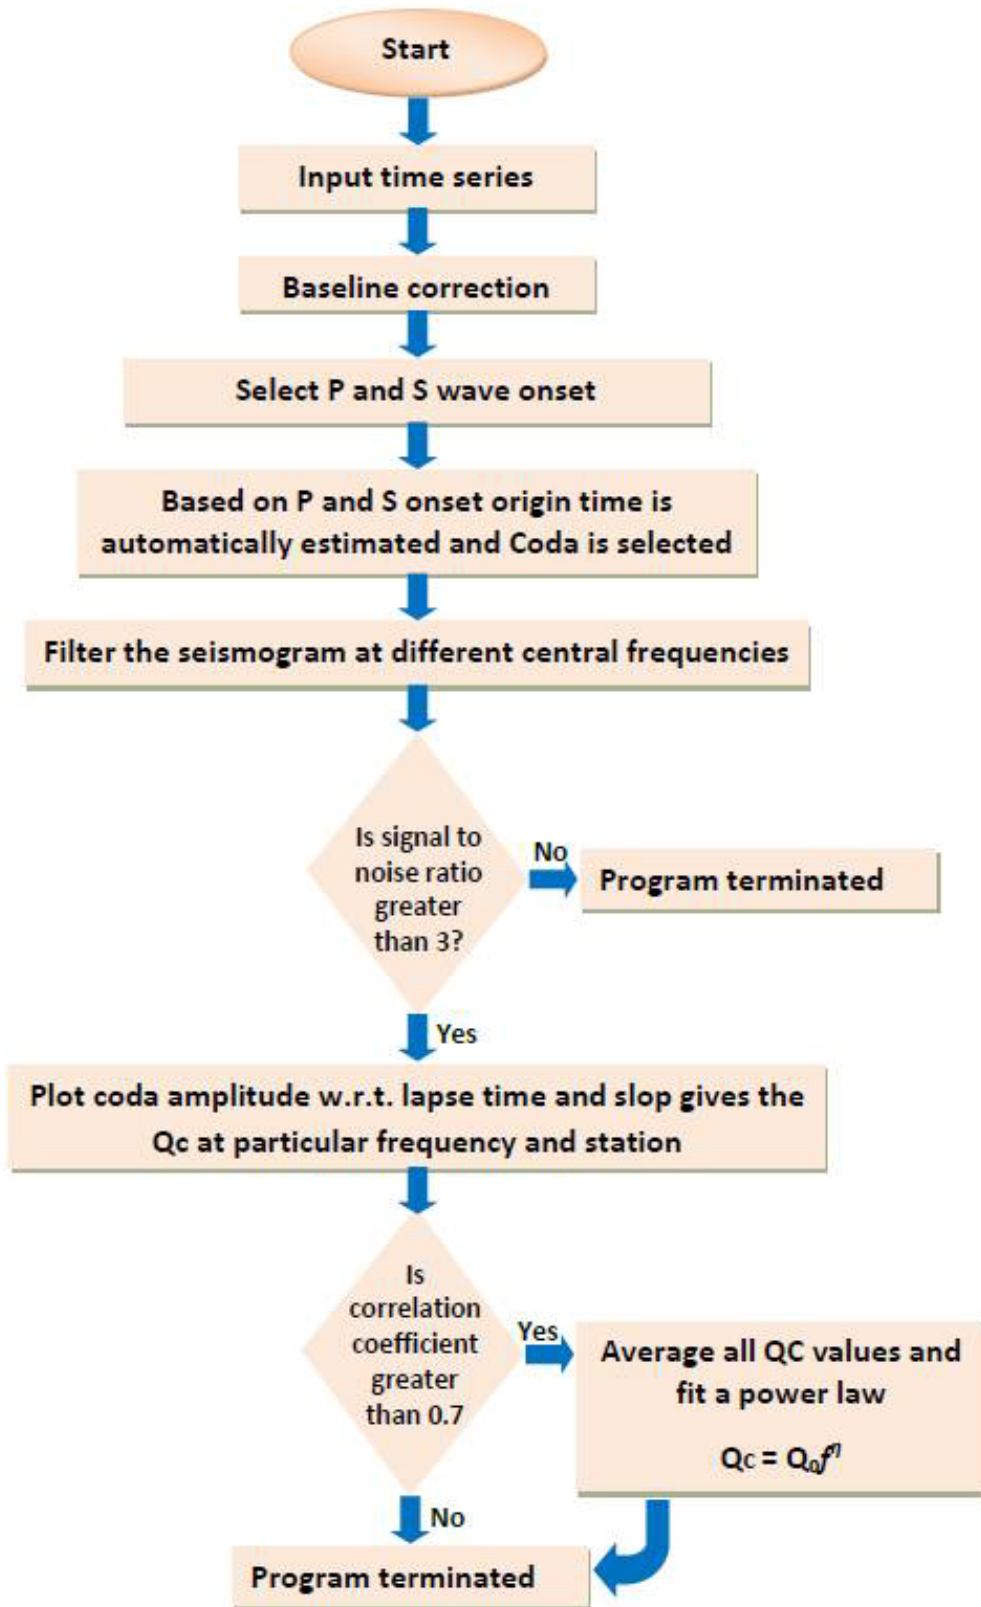 Start
Input time series
Baseline correction
Select P and S wave onset
Based on P and S onset origin time is
automatically estimated and Coda is selected
Filter the seismogram at different central frequencies
Is signal to
noise ratio
greater
than 3?
No
Program terminated
Yes
Plot coda amplitude w.r.t. lapse time and slop gives the
Qc at particular frequency and station
Is
correlation
coefficient
greater
than 0.7
Yes
Average all QC values and
fit a power law
Qc = Q₀fⁿ
No
Program terminated